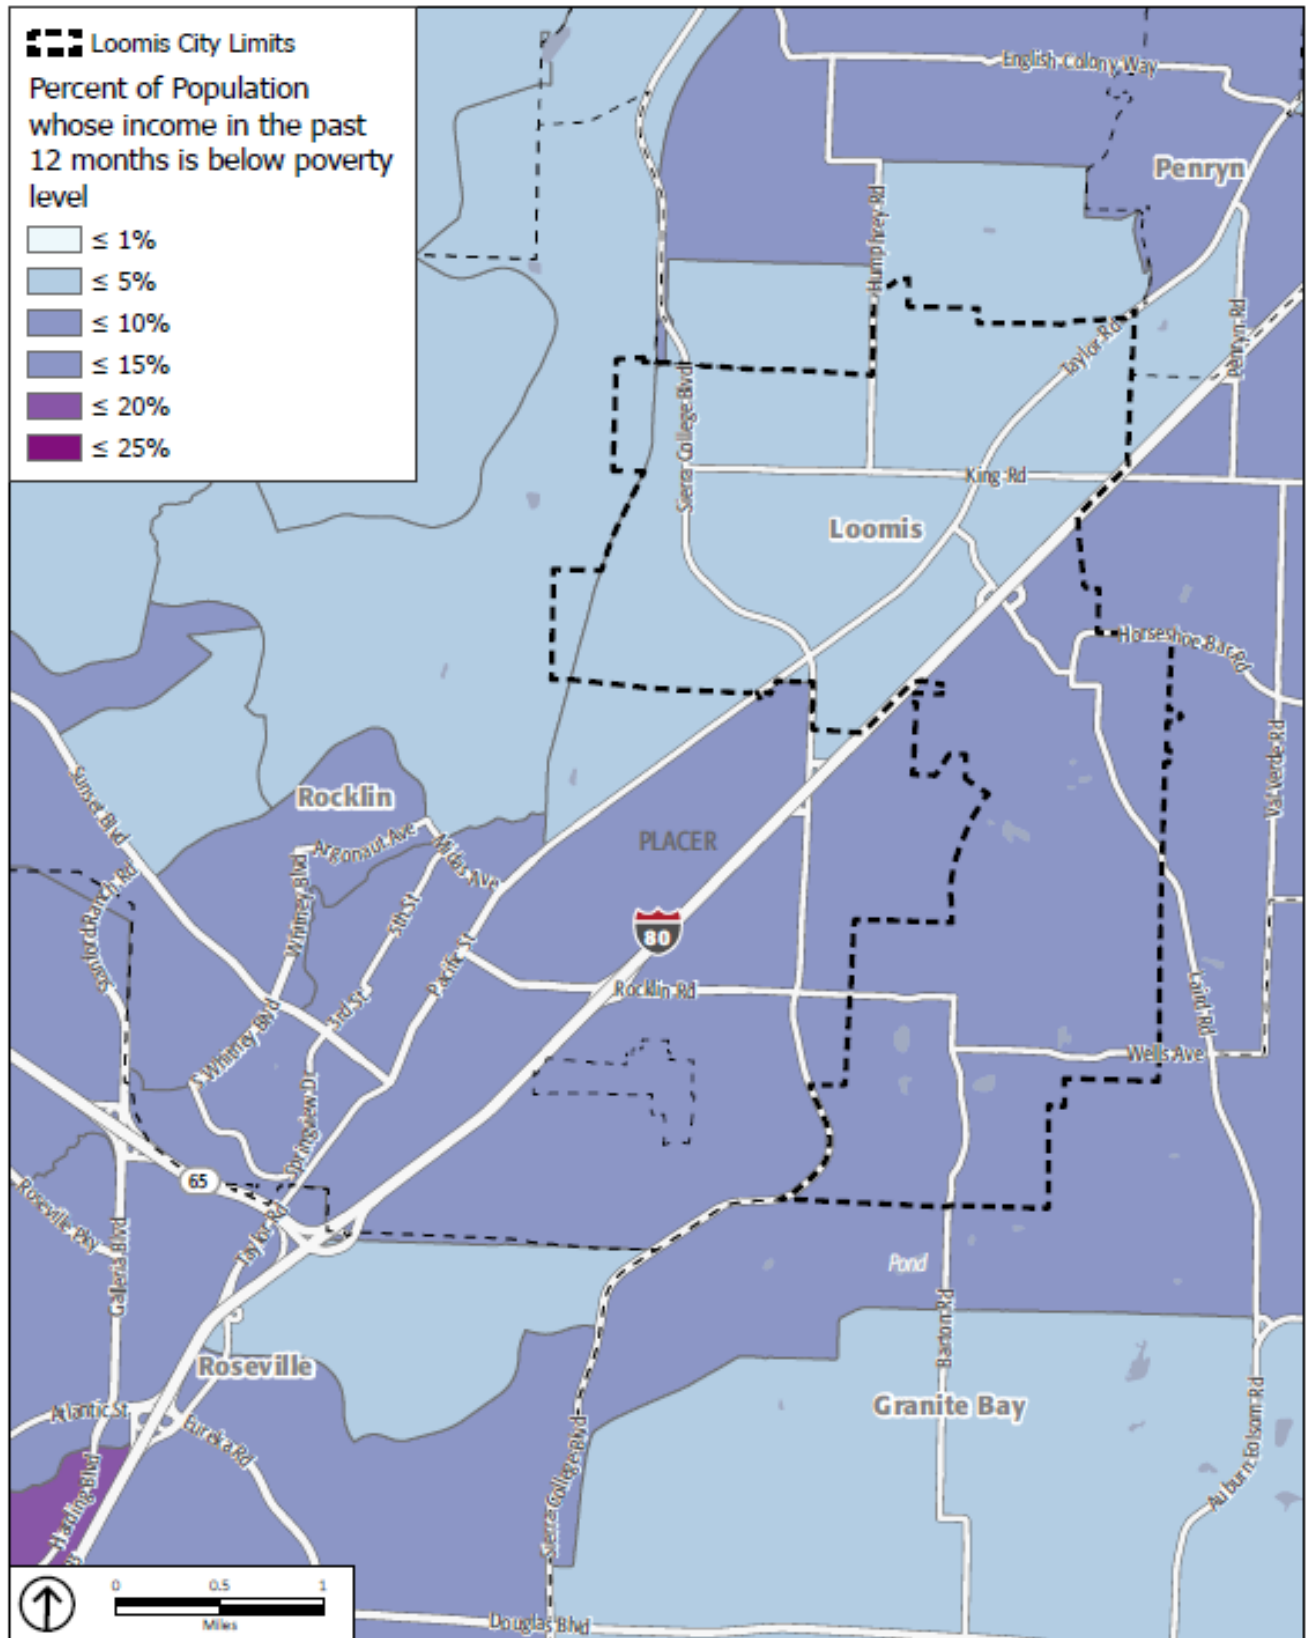 Loomis City Limits
Percent of Population
whose income in the past
12 months is below poverty
level
≤ 1%
≤ 5%
≤ 10%
≤ 15%
≤ 20%
≤ 25%
English Colony Way
Penryn
Humphrey Rd
Taylor Rd
Penryn Rd
Sierra College Blvd
King Rd
Loomis
Horseshoe Bar Rd
Val Verde Rd
Sunset Blvd
Rocklin
Argonaut Ave
Midas Ave
PLACER
Whitney Blvd
5th St
80
Pacific St
Rocklin Rd
3rd St
Laird Rd
S Whitney Blvd
Wells Ave
Springview Dr
65
Roseville Pky
Galleria Blvd
Taylor Rd
Pond
Barton Rd
Roseville
Granite Bay
Atlantic St
Eureka Rd
Auburn Folsom Rd
Harding Blvd
Sierra College Blvd
0 0.5 1
Miles
Douglas Blvd